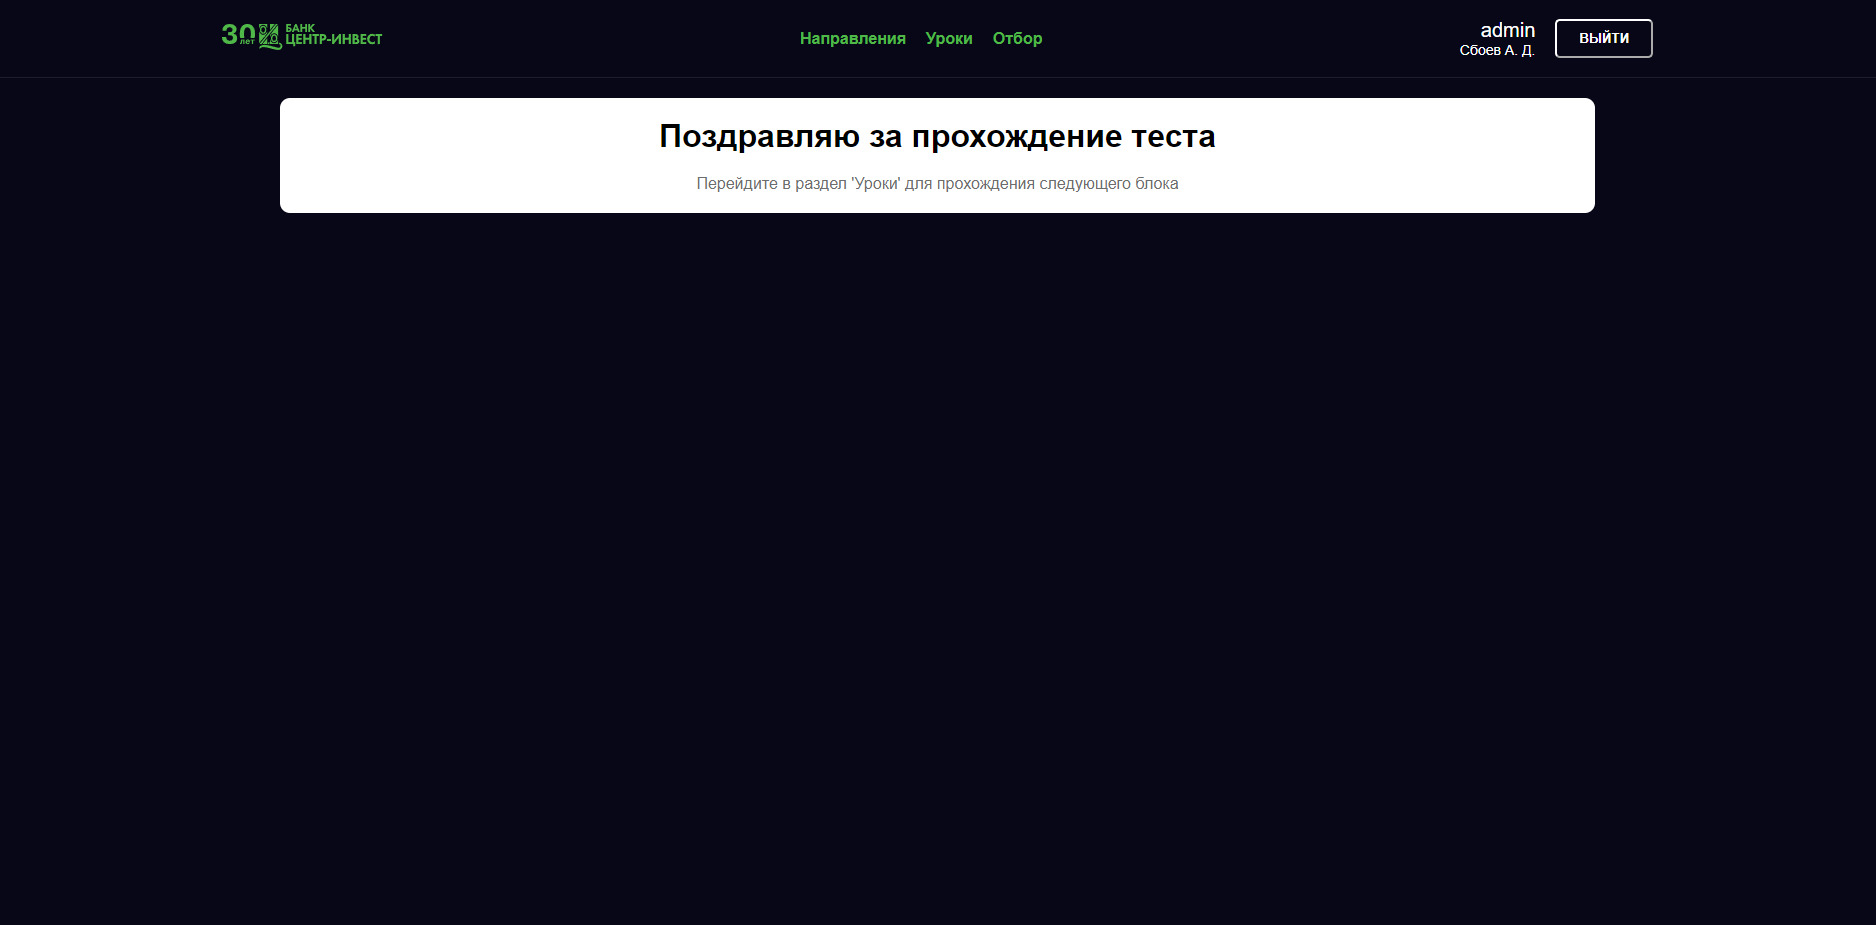 30 лет БАНК
ЦЕНТР-ИНВЕСТ
Направления Уроки Отбор
admin
Сбоев А. Д.
ВЫЙТИ
Поздравляю за прохождение теста
Перейдите в раздел 'Уроки' для прохождения следующего блока